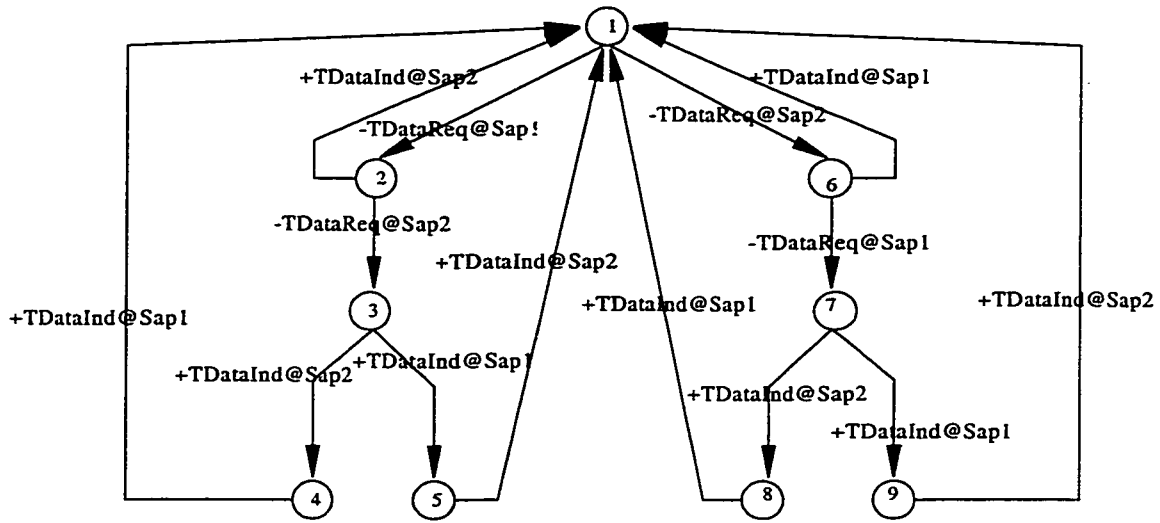 1
+TDataInd@Sap2
+TDataInd@Sap1
-TDataReq@Sap1
-TDataReq@Sap2
2
6
-TDataReq@Sap2
-TDataReq@Sap1
+TDataInd@Sap2
3
7
+TDataInd@Sap1
+TDataInd@Sap1
+TDataInd@Sap2
+TDataInd@Sap2
+TDataInd@Sap1
+TDataInd@Sap2
+TDataInd@Sap1
4
5
8
9